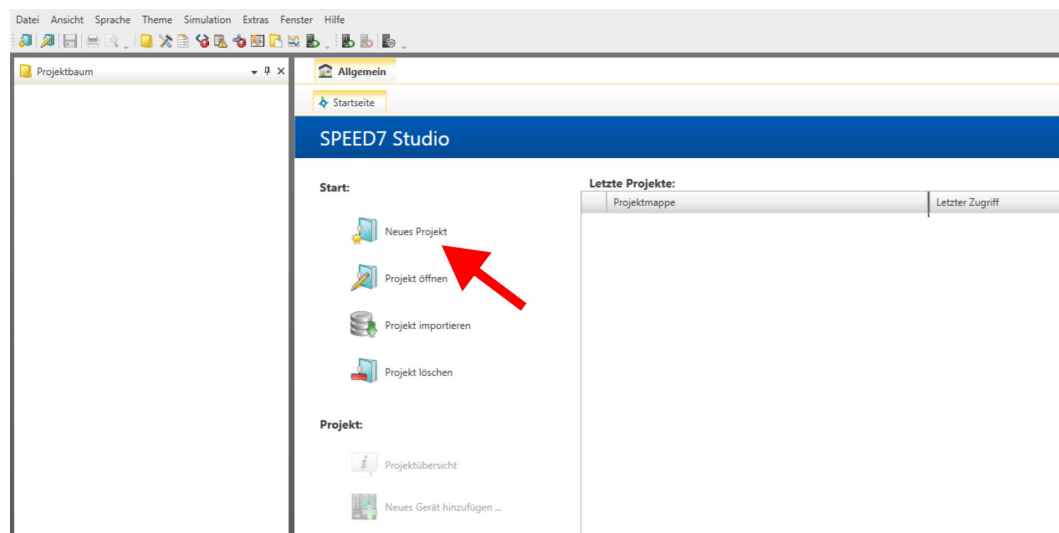 Datei Ansicht Sprache Theme Simulation Extras Fenster Hilfe
Projektbaum
Allgemein
Startseite
SPEED7 Studio
Start:
Neues Projekt
Projekt öffnen
Projekt importieren
Projekt löschen
Projekt:
Projektübersicht
Neues Gerät hinzufügen ...
Letzte Projekte:
Projektmappe Letzter Zugriff